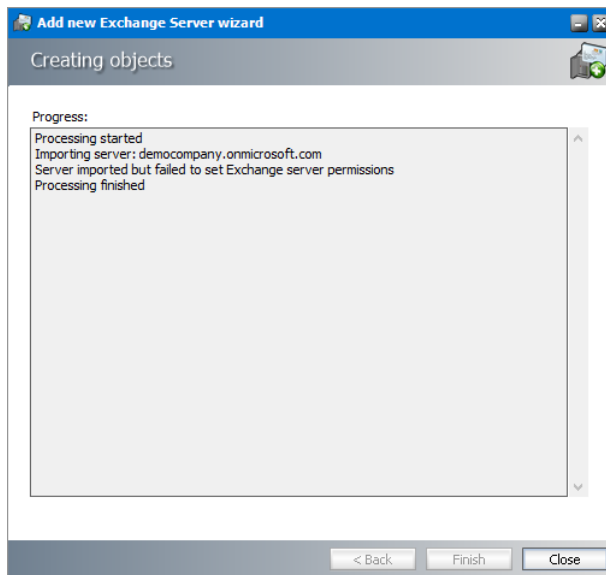 Add new Exchange Server wizard
Creating objects
Progress:
Processing started
Importing server: democompany.onmicrosoft.com
Server imported but failed to set Exchange server permissions
Processing finished
< Back
Finish
Close